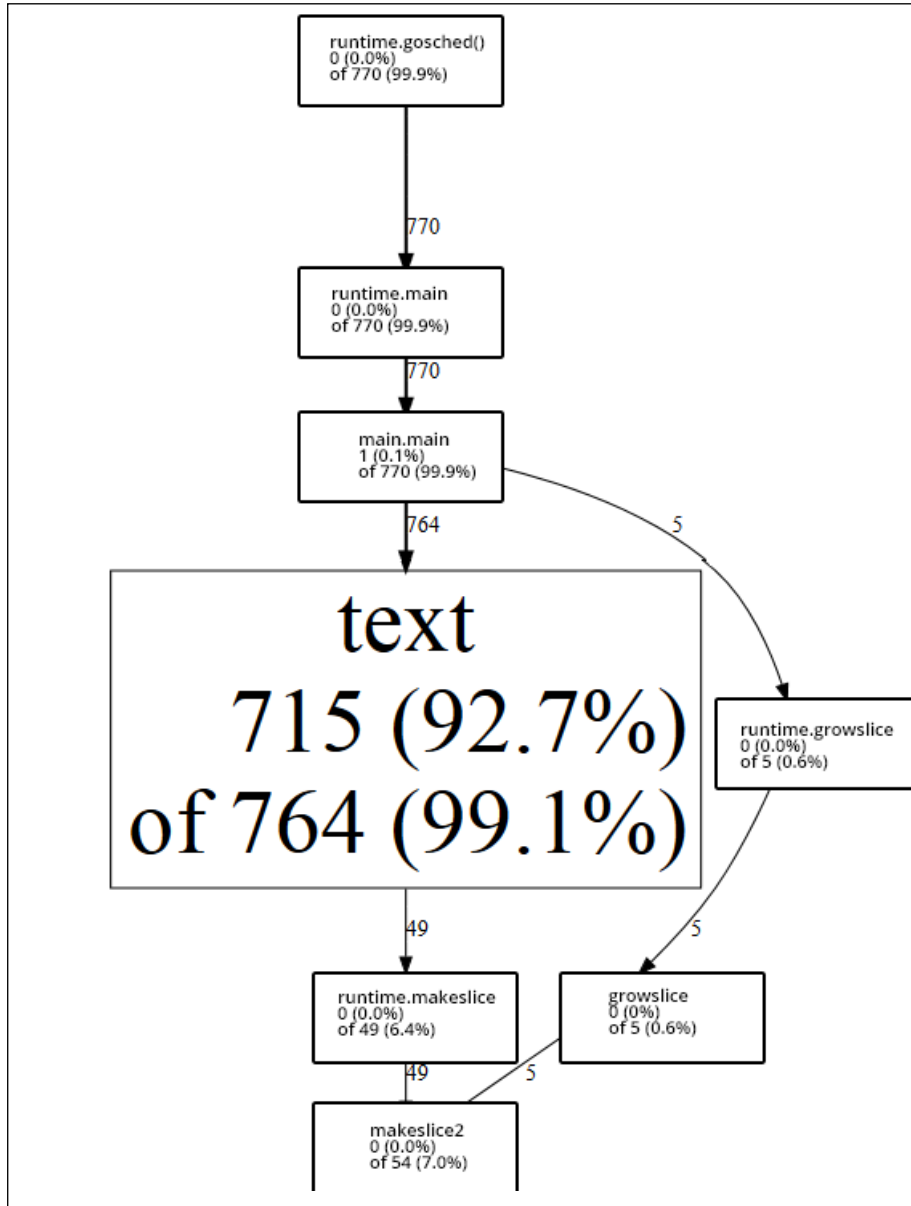 runtime.gosched()
0 (0.0%)
of 770 (99.9%)
770
runtime.main
0 (0.0%)
of 770 (99.9%)
770
main.main
1 (0.1%)
of 770 (99.9%)
764
5
text
715 (92.7%)
of 764 (99.1%)
runtime.growslice
0 (0.0%)
of 5 (0.6%)
49
5
runtime.makeslice
0 (0.0%)
of 49 (6.4%)
growslice
0 (0%)
of 5 (0.6%)
49
5
makeslice2
0 (0.0%)
of 54 (7.0%)